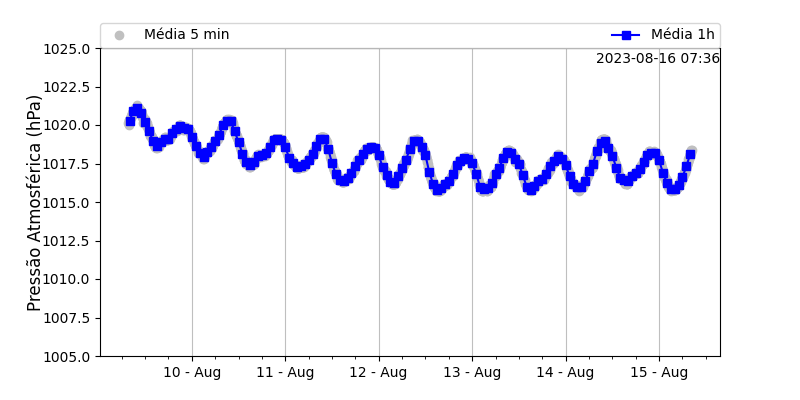 Média 5 min
Média 1h
2023-08-16 07:36
Pressão Atmosférica (hPa)
1025.0
1022.5
1020.0
1017.5
1015.0
1012.5
1010.0
1007.5
1005.0
10 - Aug
11 - Aug
12 - Aug
13 - Aug
14 - Aug
15 - Aug